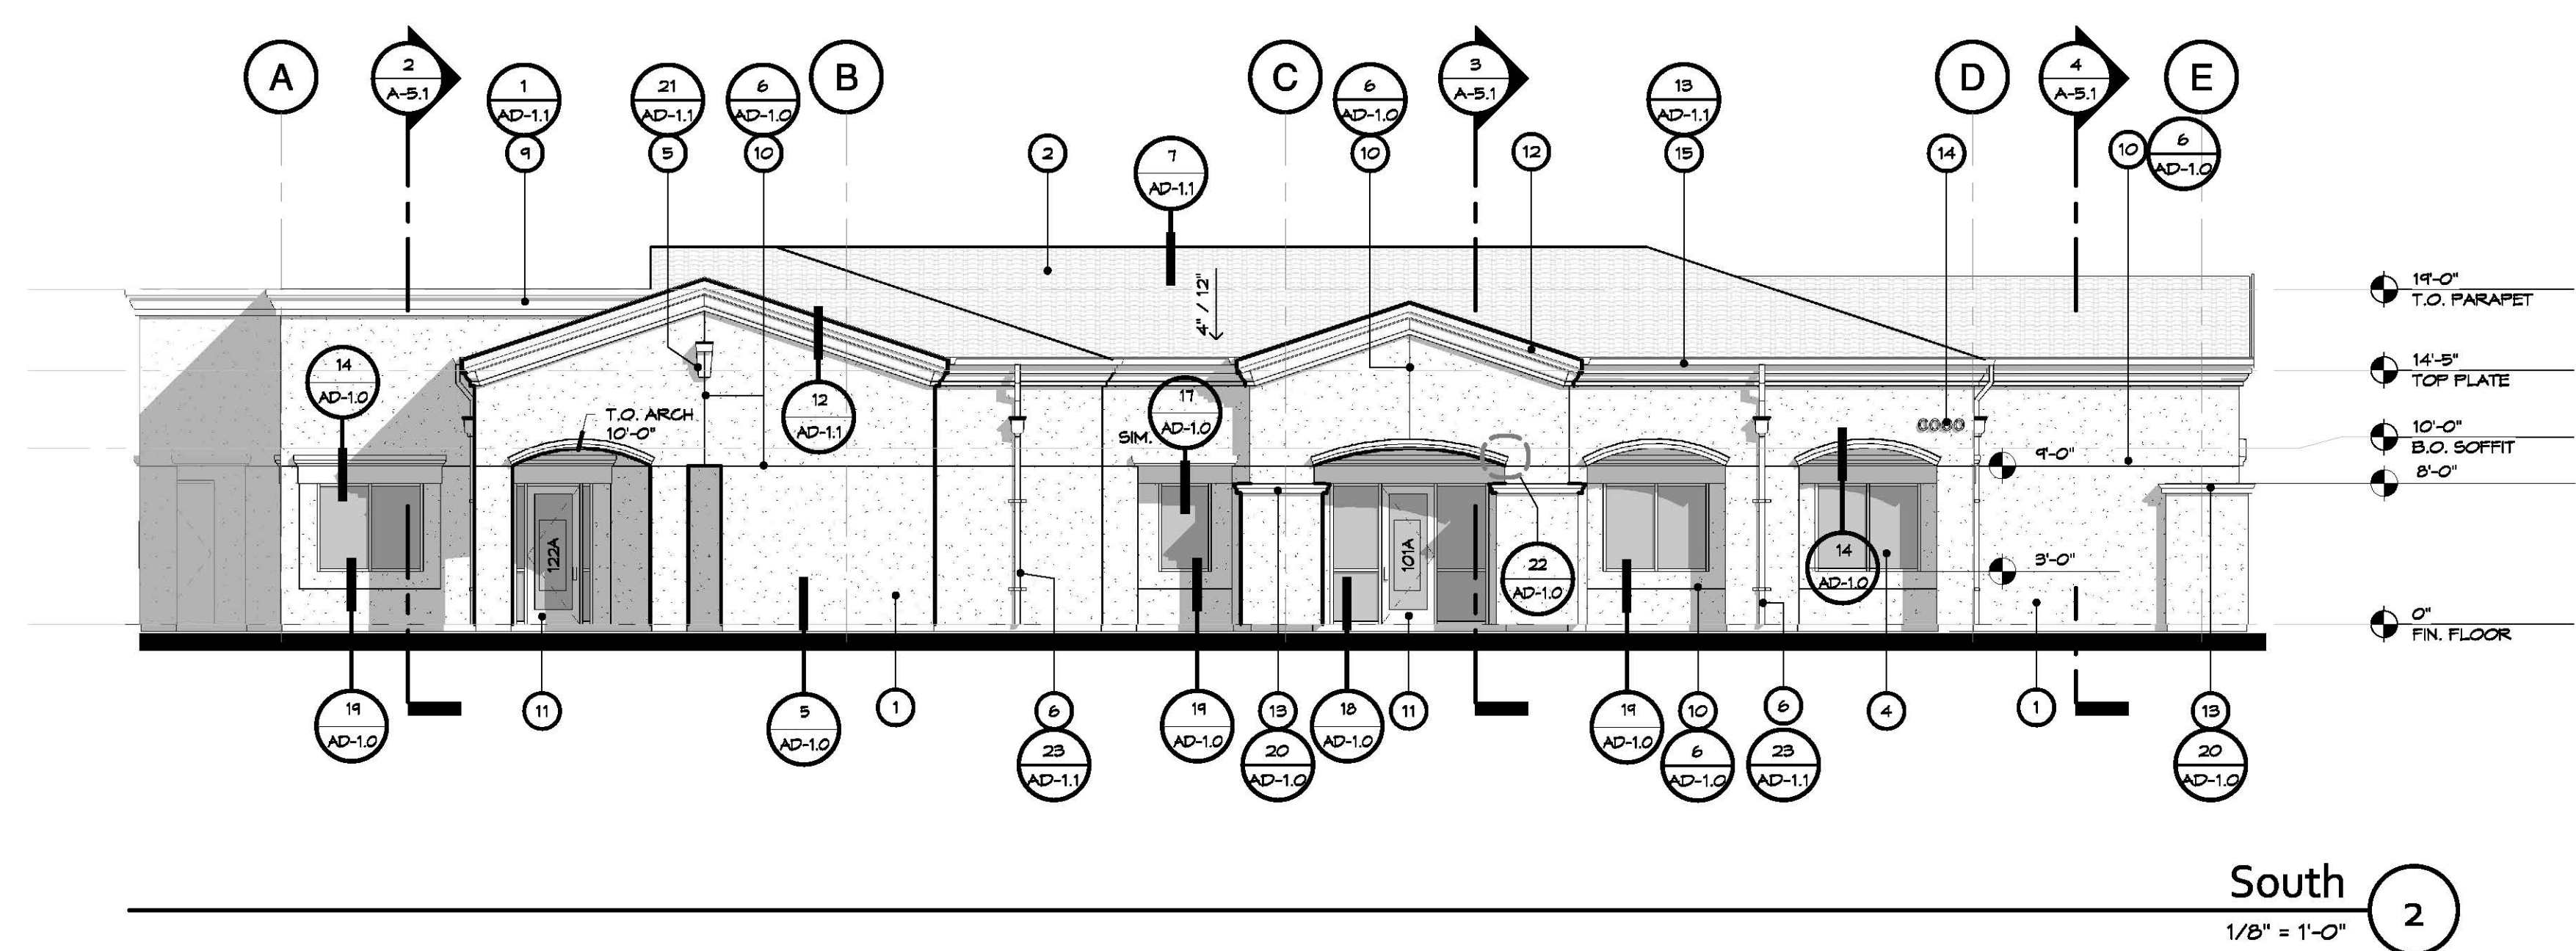 A
2
A-5.1
1
AD-1.1
9
21
AD-1.1
5
6
AD-1.0
10
B
2
7
AD-1.1
C
6
AD-1.0
10
3
A-5.1
12
13
AD-1.1
15
14
D
4
A-5.1
10
6
AD-1.0
E
4" / 12"
19'-0"
T.O. PARAPET
14'-5"
TOP PLATE
10'-0"
B.O. SOFFIT
8'-0"
0"
FIN. FLOOR
14
AD-1.0
T.O. ARCH
10'-0"
12
AD-1.1
SIM.
17
AD-1.0
9'-0"
3'-0"
122A
101A
22
AD-1.0
14
AD-1.0
19
AD-1.0
11
5
AD-1.0
1
6
23
AD-1.1
19
AD-1.0
13
20
AD-1.0
18
AD-1.0
11
19
AD-1.0
10
6
AD-1.0
6
23
AD-1.1
4
1
13
20
AD-1.0
South
2
1/8" = 1'-0"